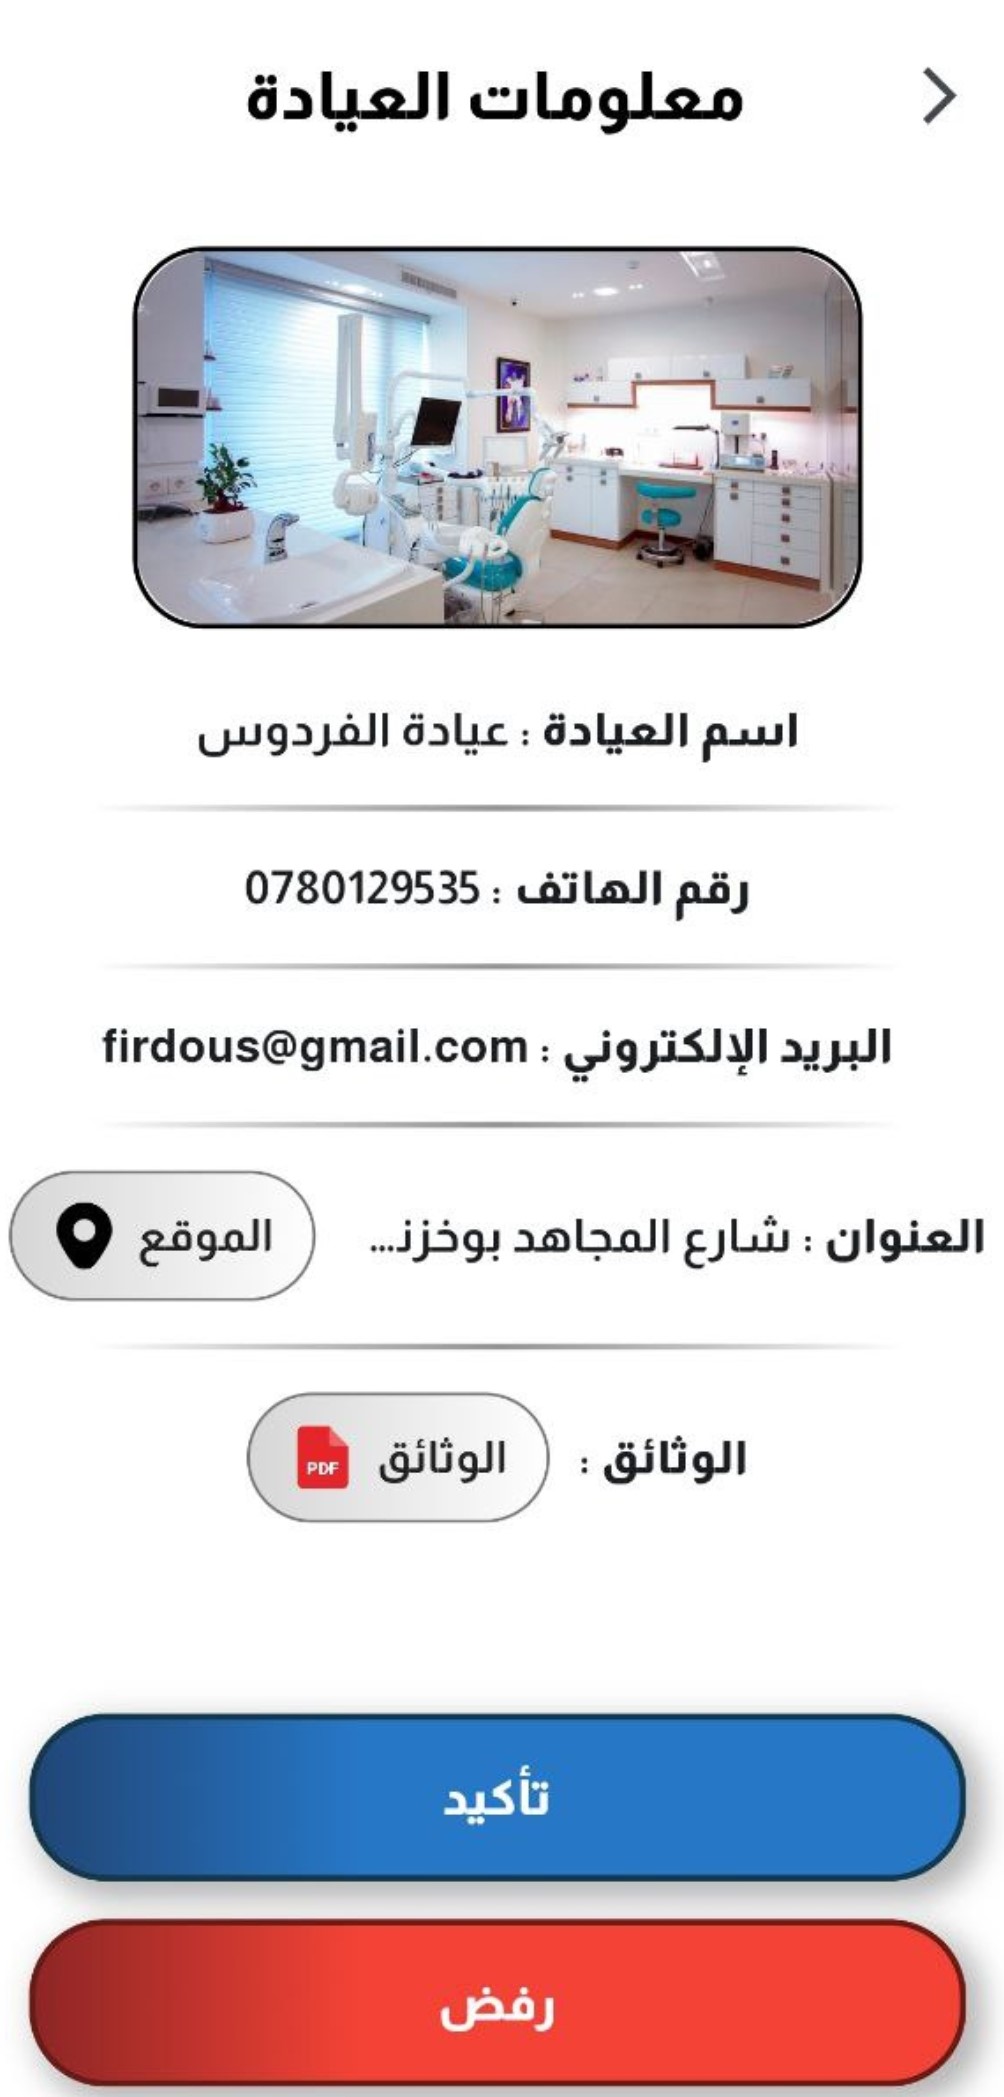 معلومات العيادة
اسم العيادة : عيادة الفردوس
رقم الهاتف : 0780129535
البريد الإلكتروني : firdous@gmail.com
العنوان : شارع المجاهد بوخزنـ...
الموقع
الوثائق :
الوثائق
PDF
تأكيد
رفض